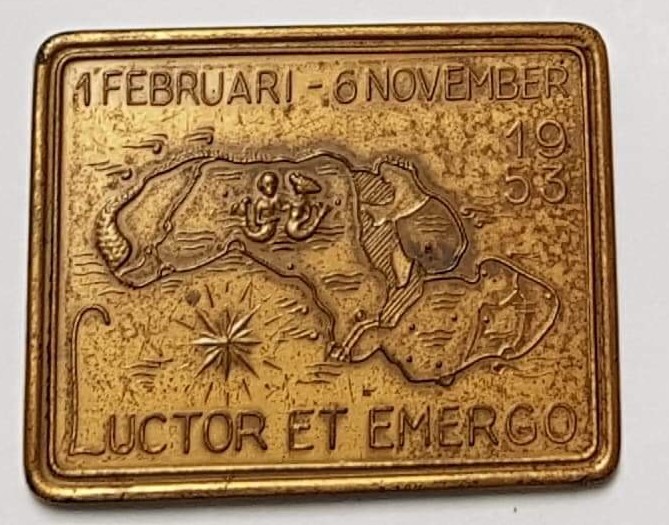 1 FEBRUARI - 6 NOVEMBER
19
53
LUCTOR ET EMERGO